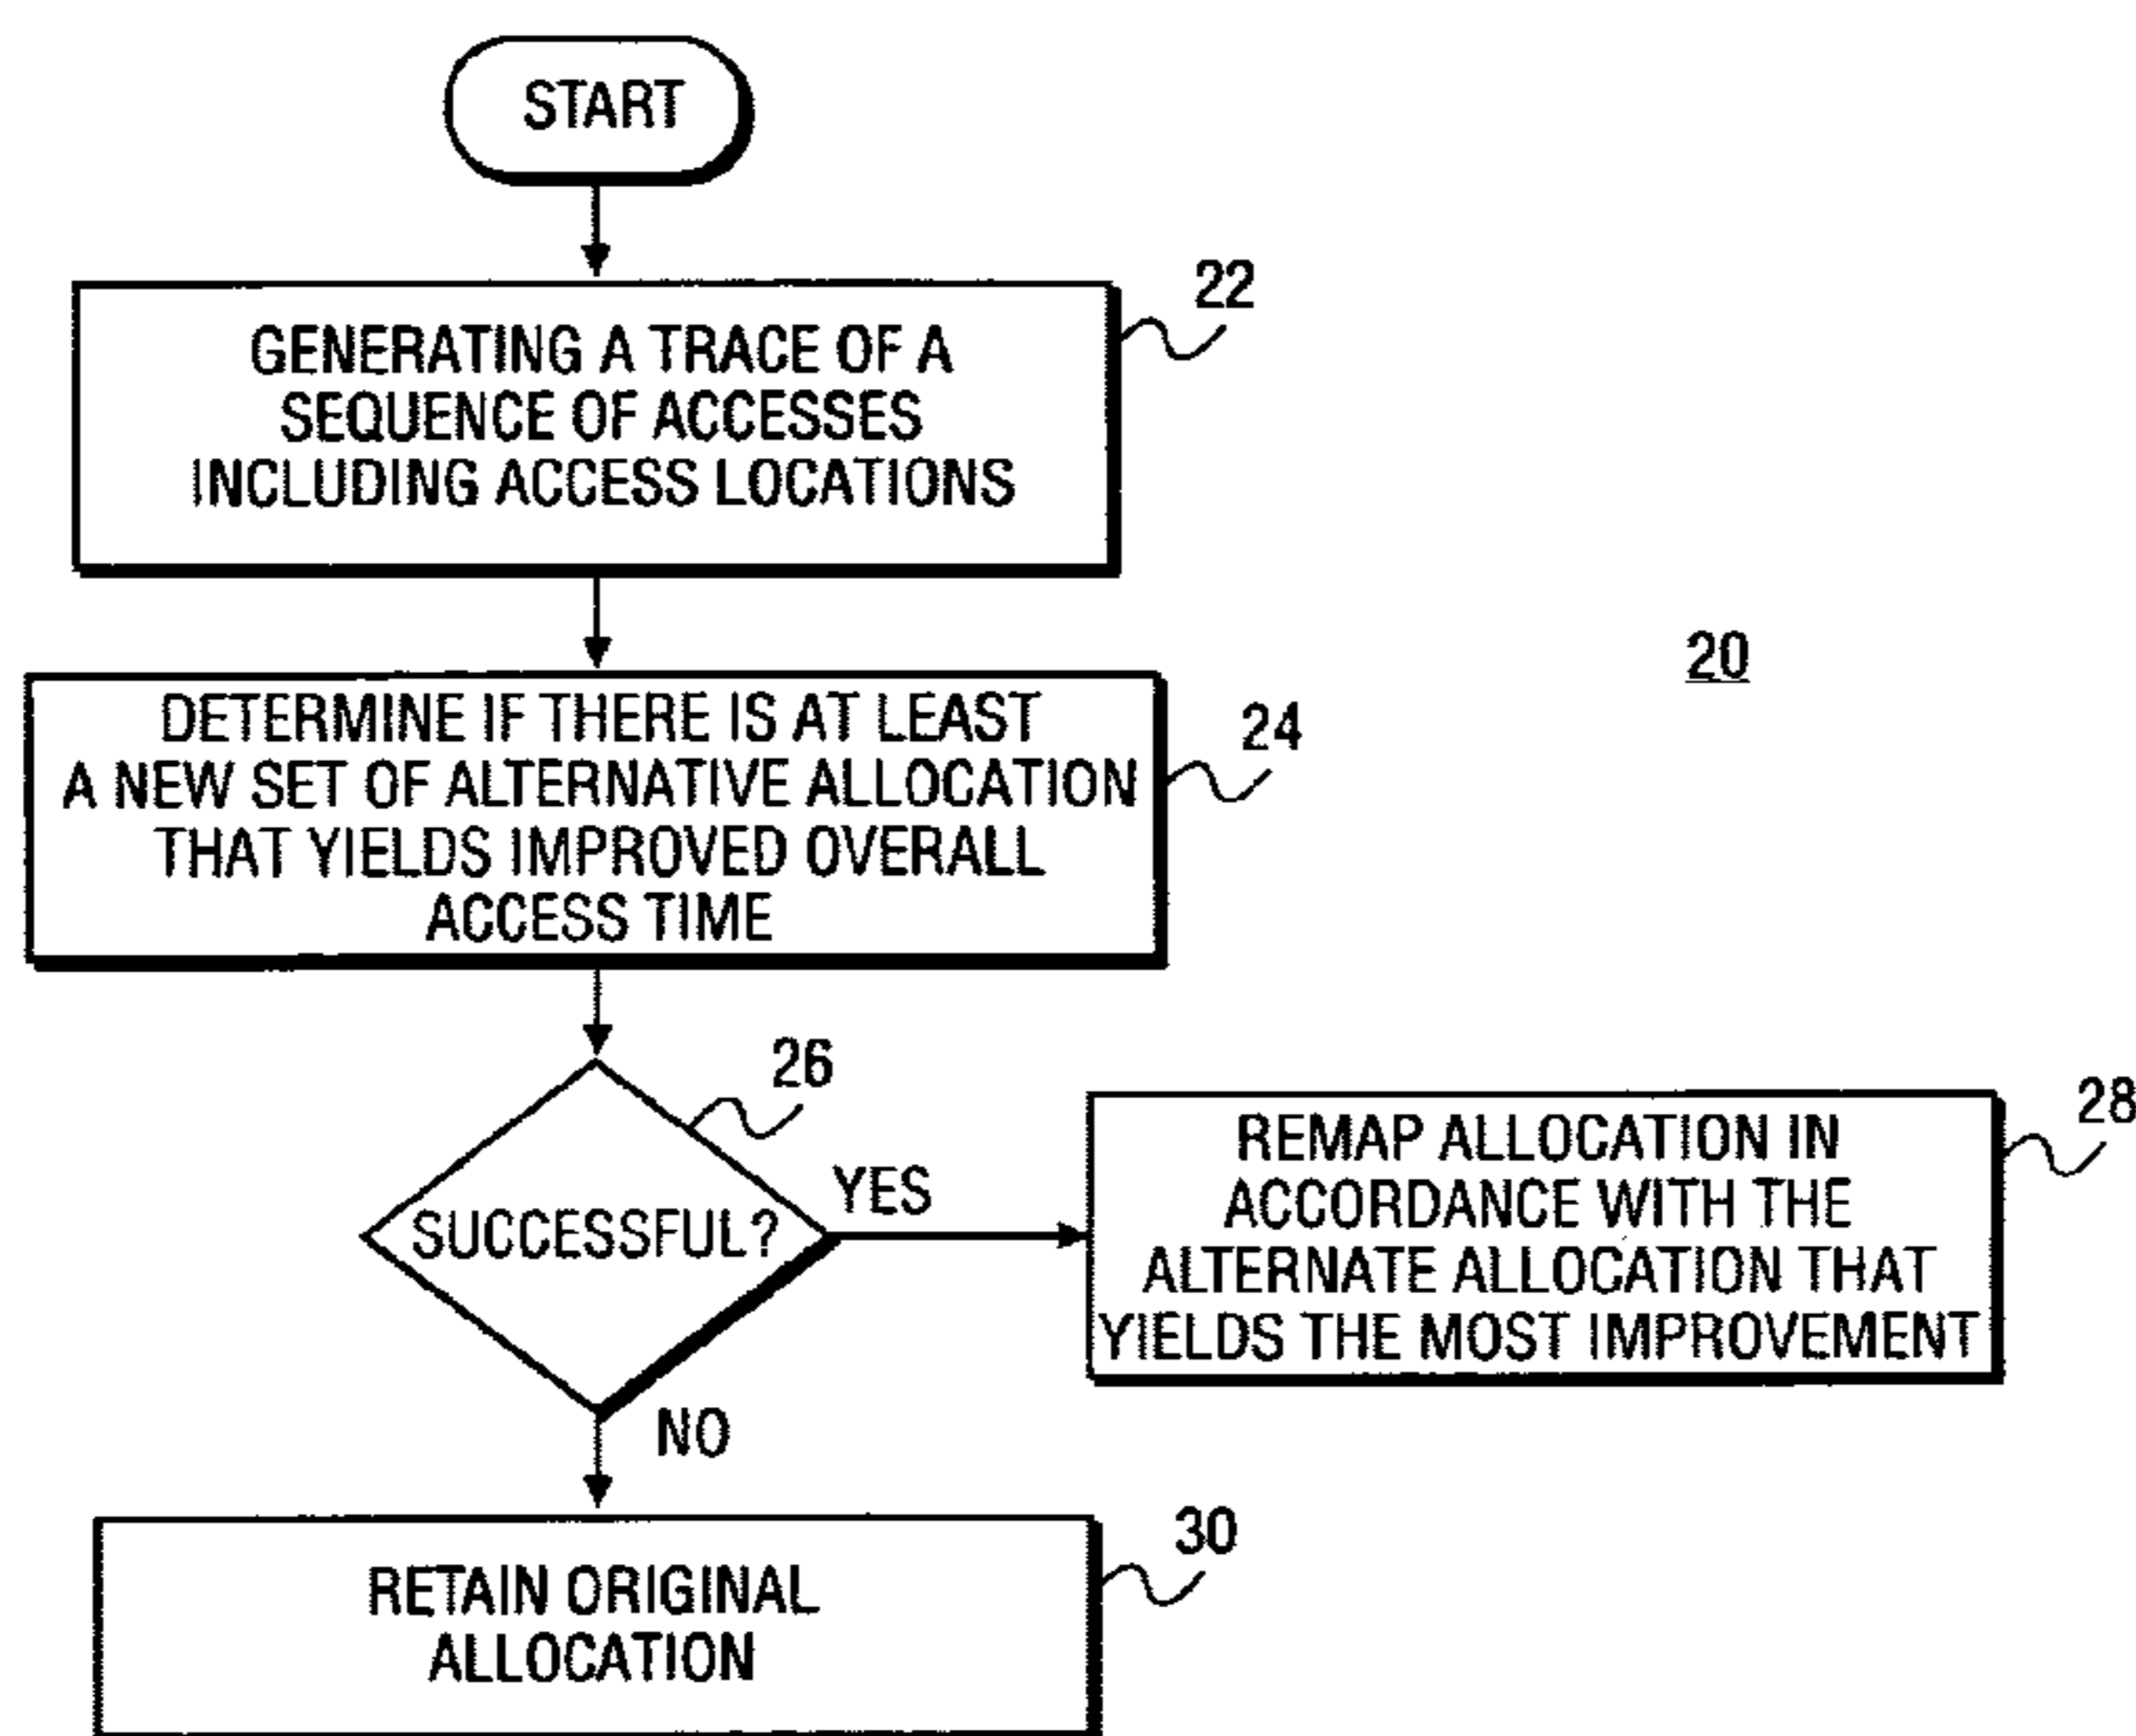 START
22
GENERATING A TRACE OF A
SEQUENCE OF ACCESSES
INCLUDING ACCESS LOCATIONS
20
24
DETERMINE IF THERE IS AT LEAST
A NEW SET OF ALTERNATIVE ALLOCATION
THAT YIELDS IMPROVED OVERALL
ACCESS TIME
26
SUCCESSFUL?
YES
28
REMAP ALLOCATION IN
ACCORDANCE WITH THE
ALTERNATE ALLOCATION THAT
YIELDS THE MOST IMPROVEMENT
NO
30
RETAIN ORIGINAL
ALLOCATION